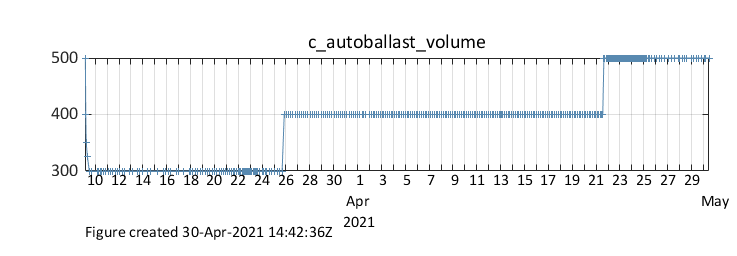 c_autoballast_volume
500
400
300
10 12 14 16 18 20 22 24 26 28 30 1 3 5 7 9 11 13 15 17 19 21 23 25 27 29
Apr May
2021
Figure created 30-Apr-2021 14:42:36Z